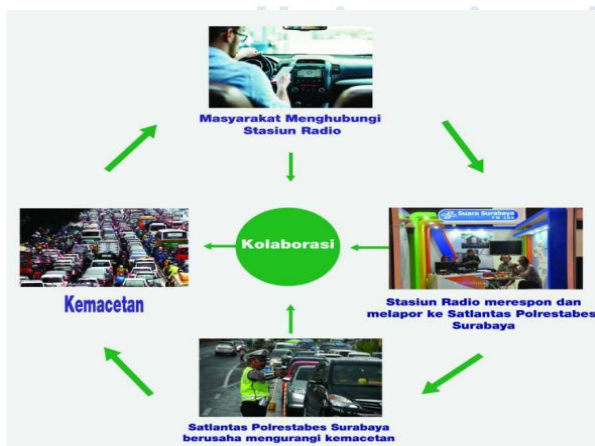 Masyarakat Menghubungi
Stasiun Radio
Kolaborasi
Suara Surabaya
Kemacetan
Stasiun Radio merespon dan
melapor ke Satlantas Polrestabes
Surabaya
Satlantas Polrestabes Surabaya
berusaha mengurangi kemacetan